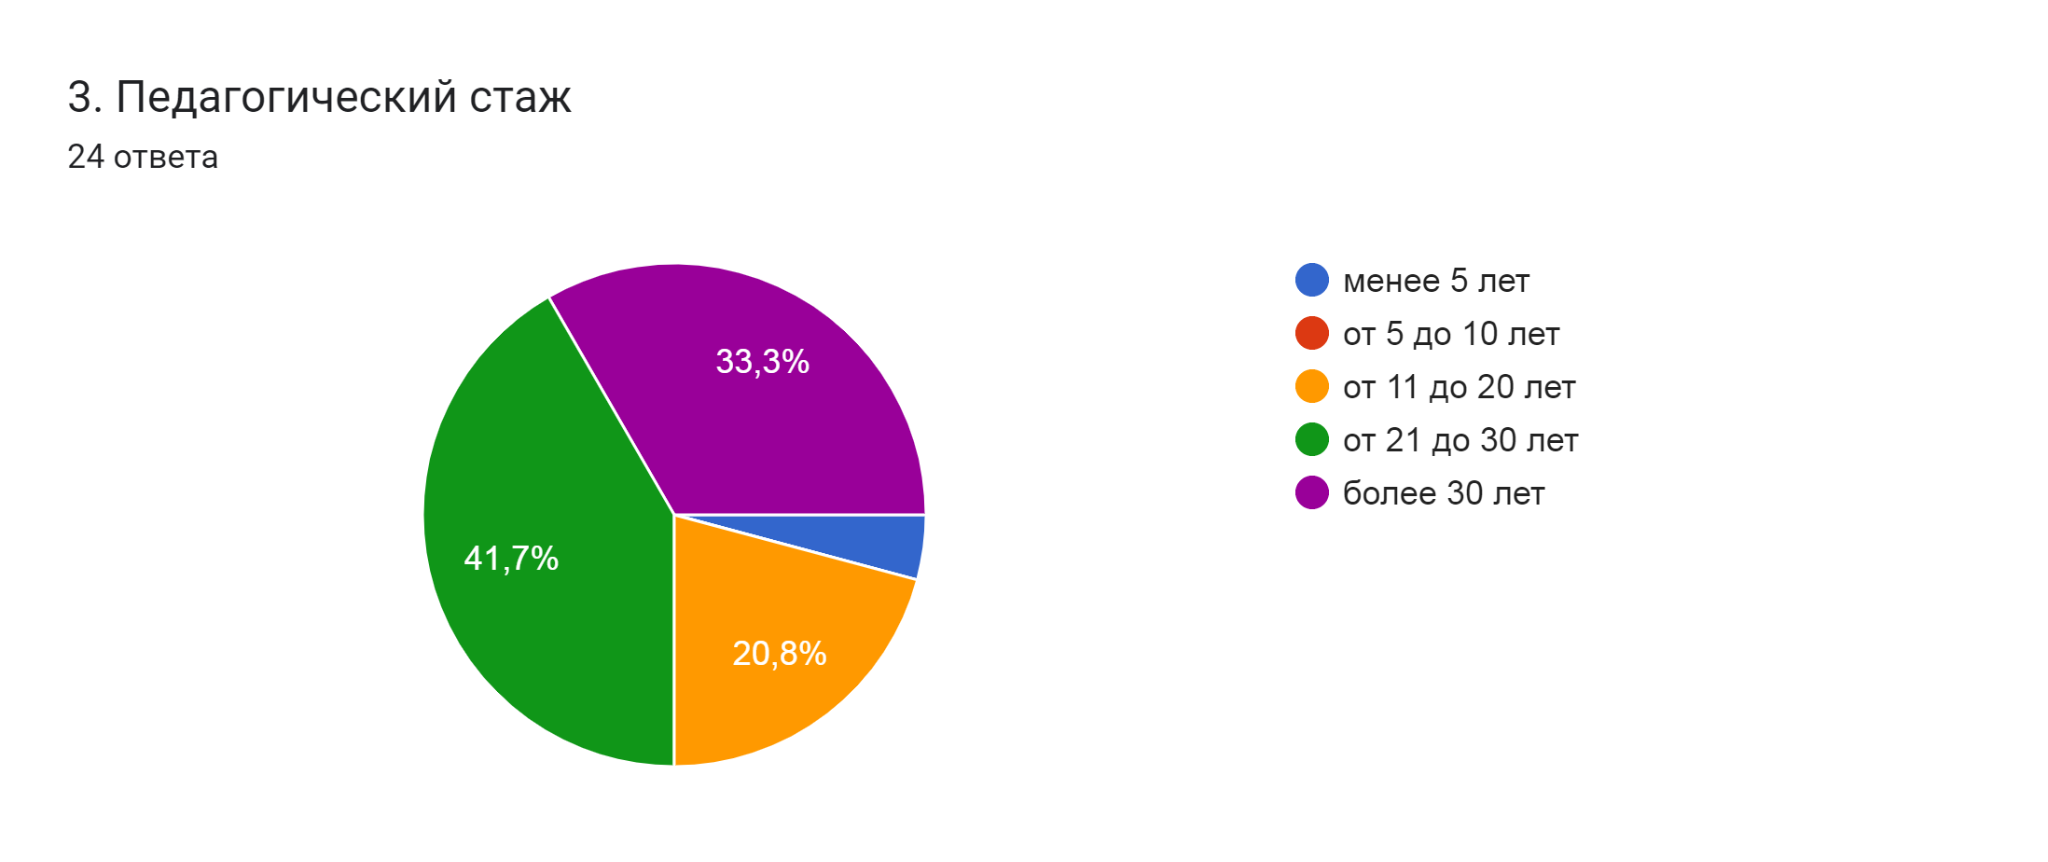 3. Педагогический стаж
24 ответа
33,3%
41,7%
20,8%
менее 5 лет
от 5 до 10 лет
от 11 до 20 лет
от 21 до 30 лет
более 30 лет